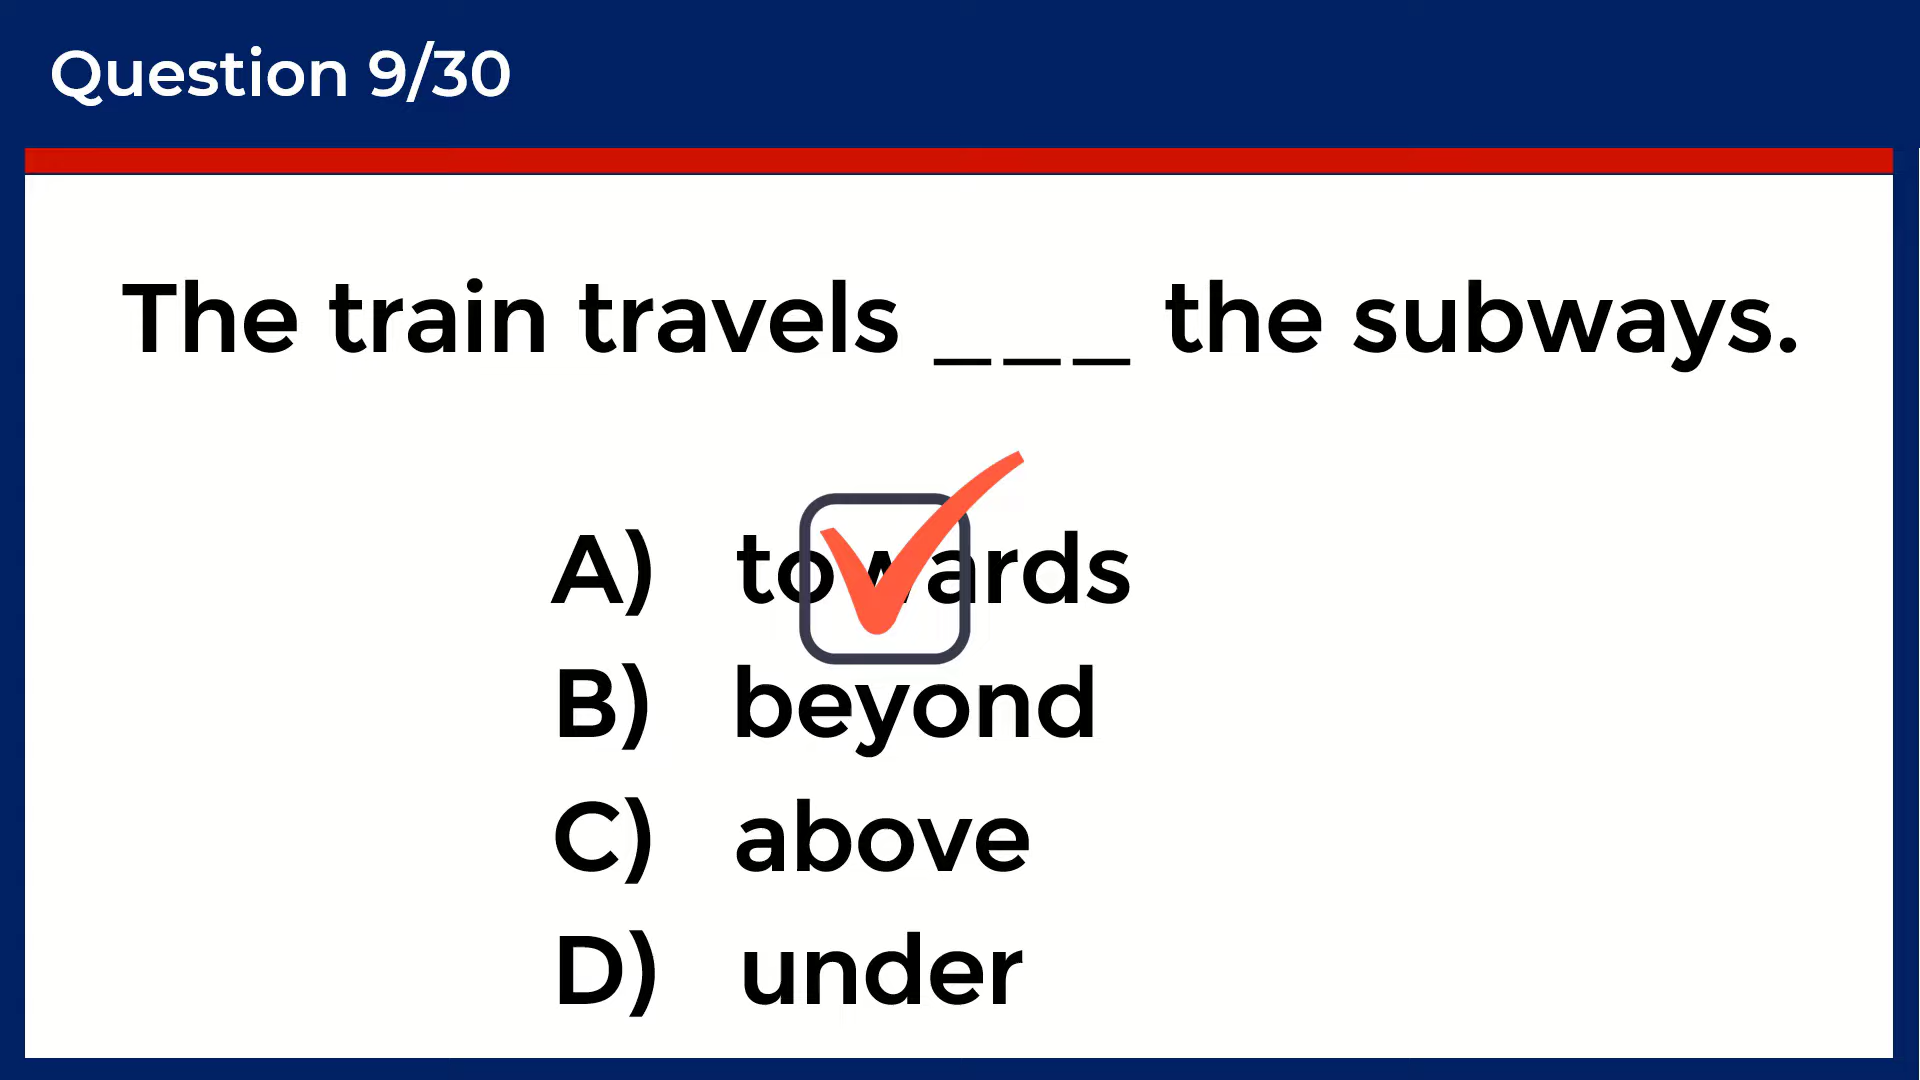 Question 9/30
The train travels ___ the subways.
A) towards
B) beyond
C) above
D) under